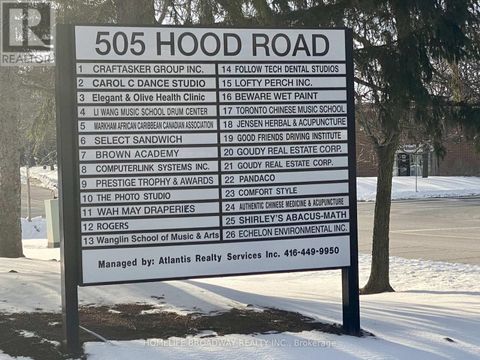 505 HOOD ROAD
1 CRAFTASKER GROUP INC.
2 CAROL C DANCE STUDIO
3 Elegant & Olive Health Clinic
4 LI WANG MUSIC SCHOOL DRUM CENTER
5 MARKHAM AFRICAN CARIBBEAN CANADIAN ASSOCIATION
6 SELECT SANDWICH
7 BROWN ACADEMY
8 COMPUTERLINK SYSTEMS INC.
9 PRESTIGE TROPHY & AWARDS
10 THE PHOTO STUDIO
11 WAH MAY DRAPERIES
12 ROGERS
13 Wanglin School of Music & Arts
14 FOLLOW TECH DENTAL STUDIOS
15 LOFTY PERCH INC.
16 BEWARE WET PAINT
17 TORONTO CHINESE MUSIC SCHOOL
18 JENSEN HERBAL & ACUPUNCTURE
19 GOOD FRIENDS DRIVING INSTITUTE
20 GOUDY REAL ESTATE CORP.
21 GOUDY REAL ESTATE CORP.
22 PANDACO
23 COMFORT STYLE
24 AUTHENTIC CHINESE MEDICINE & ACUPUNCTURE
25 SHIRLEY'S ABACUS-MATH
26 ECHELON ENVIRONMENTAL INC.
Managed by: Atlantis Realty Services Inc. 416-449-9950
R
REALTOR®
HOMELIFE BROADWAY REALTY INC., Brokerage